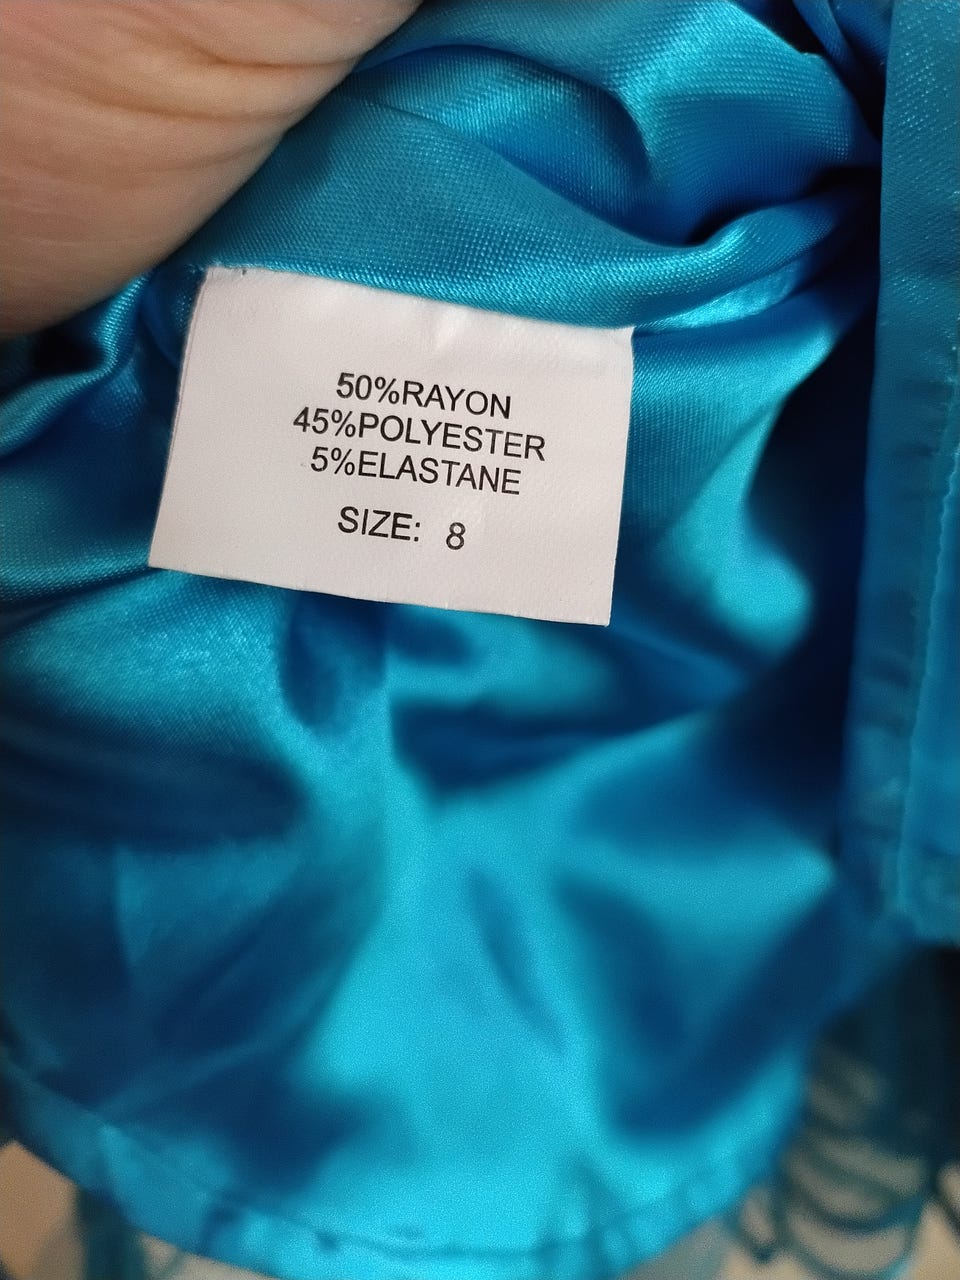 50%RAYON
45%POLYESTER
5%ELASTANE
SIZE: 8